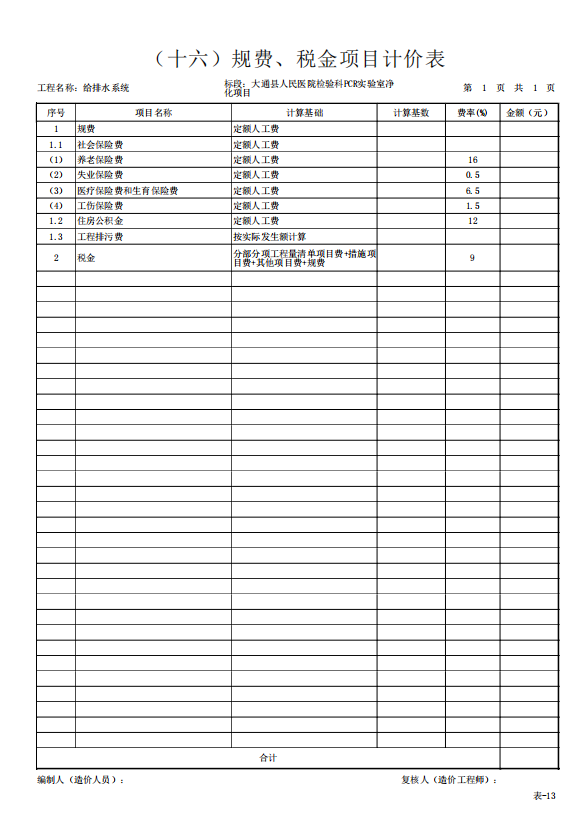 （十六）规费、税金项目计价表
工程名称：给排水系统 标段：大通县人民医院检验科PCR实验室净化项目 第 1 页 共 1 页
序号 项目名称 计算基础 计算基数 费率(%) 金额（元）
1 规费 定额人工费
1.1 社会保险费 定额人工费
（1） 养老保险费 定额人工费 16
（2） 失业保险费 定额人工费 0.5
（3） 医疗保险费和生育保险费 定额人工费 6.5
（4） 工伤保险费 定额人工费 1.5
1.2 住房公积金 定额人工费 12
1.3 工程排污费 按实际发生额计算
2 税金 分部分项工程量清单项目费+措施项目费+其他项目费+规费 9
合计
编制人（造价人员）： 复核人（造价工程师）：
表-13